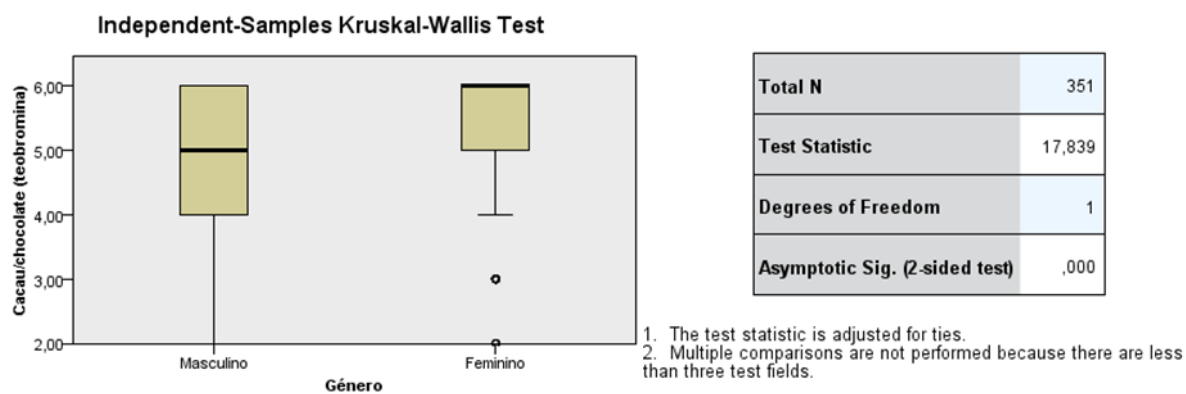 Independent-Samples Kruskal-Wallis Test
Cacau/chocolate (teobromina)
6,00
5,00
4,00
3,00
2,00
Masculino
Feminino
Género
Total N 351
Test Statistic 17,839
Degrees of Freedom 1
Asymptotic Sig. (2-sided test) ,000
1. The test statistic is adjusted for ties.
2. Multiple comparisons are not performed because there are less
than three test fields.